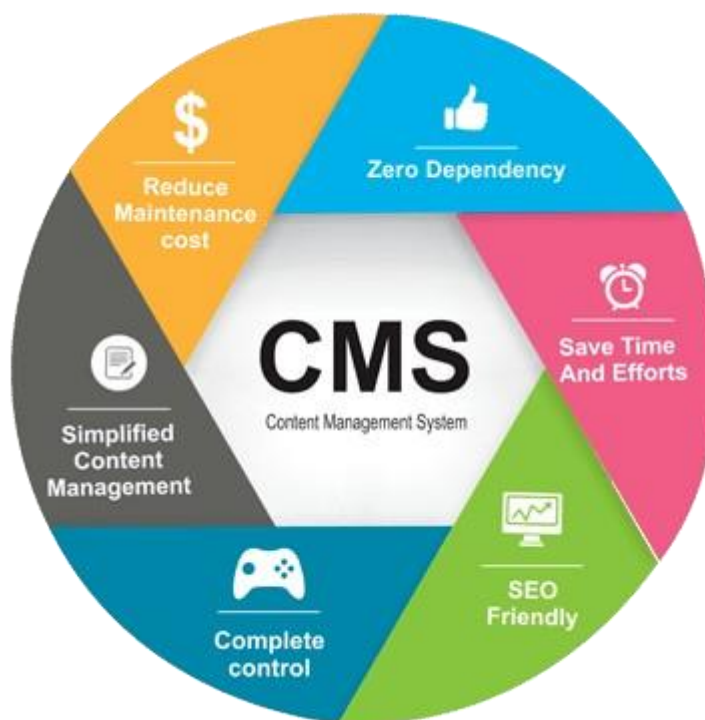 $
Reduce
Maintenance
cost
Zero Dependency
Save Time
And Efforts
SEO
Friendly
Complete
control
Simplified
Content
Management
CMS
Content Management System